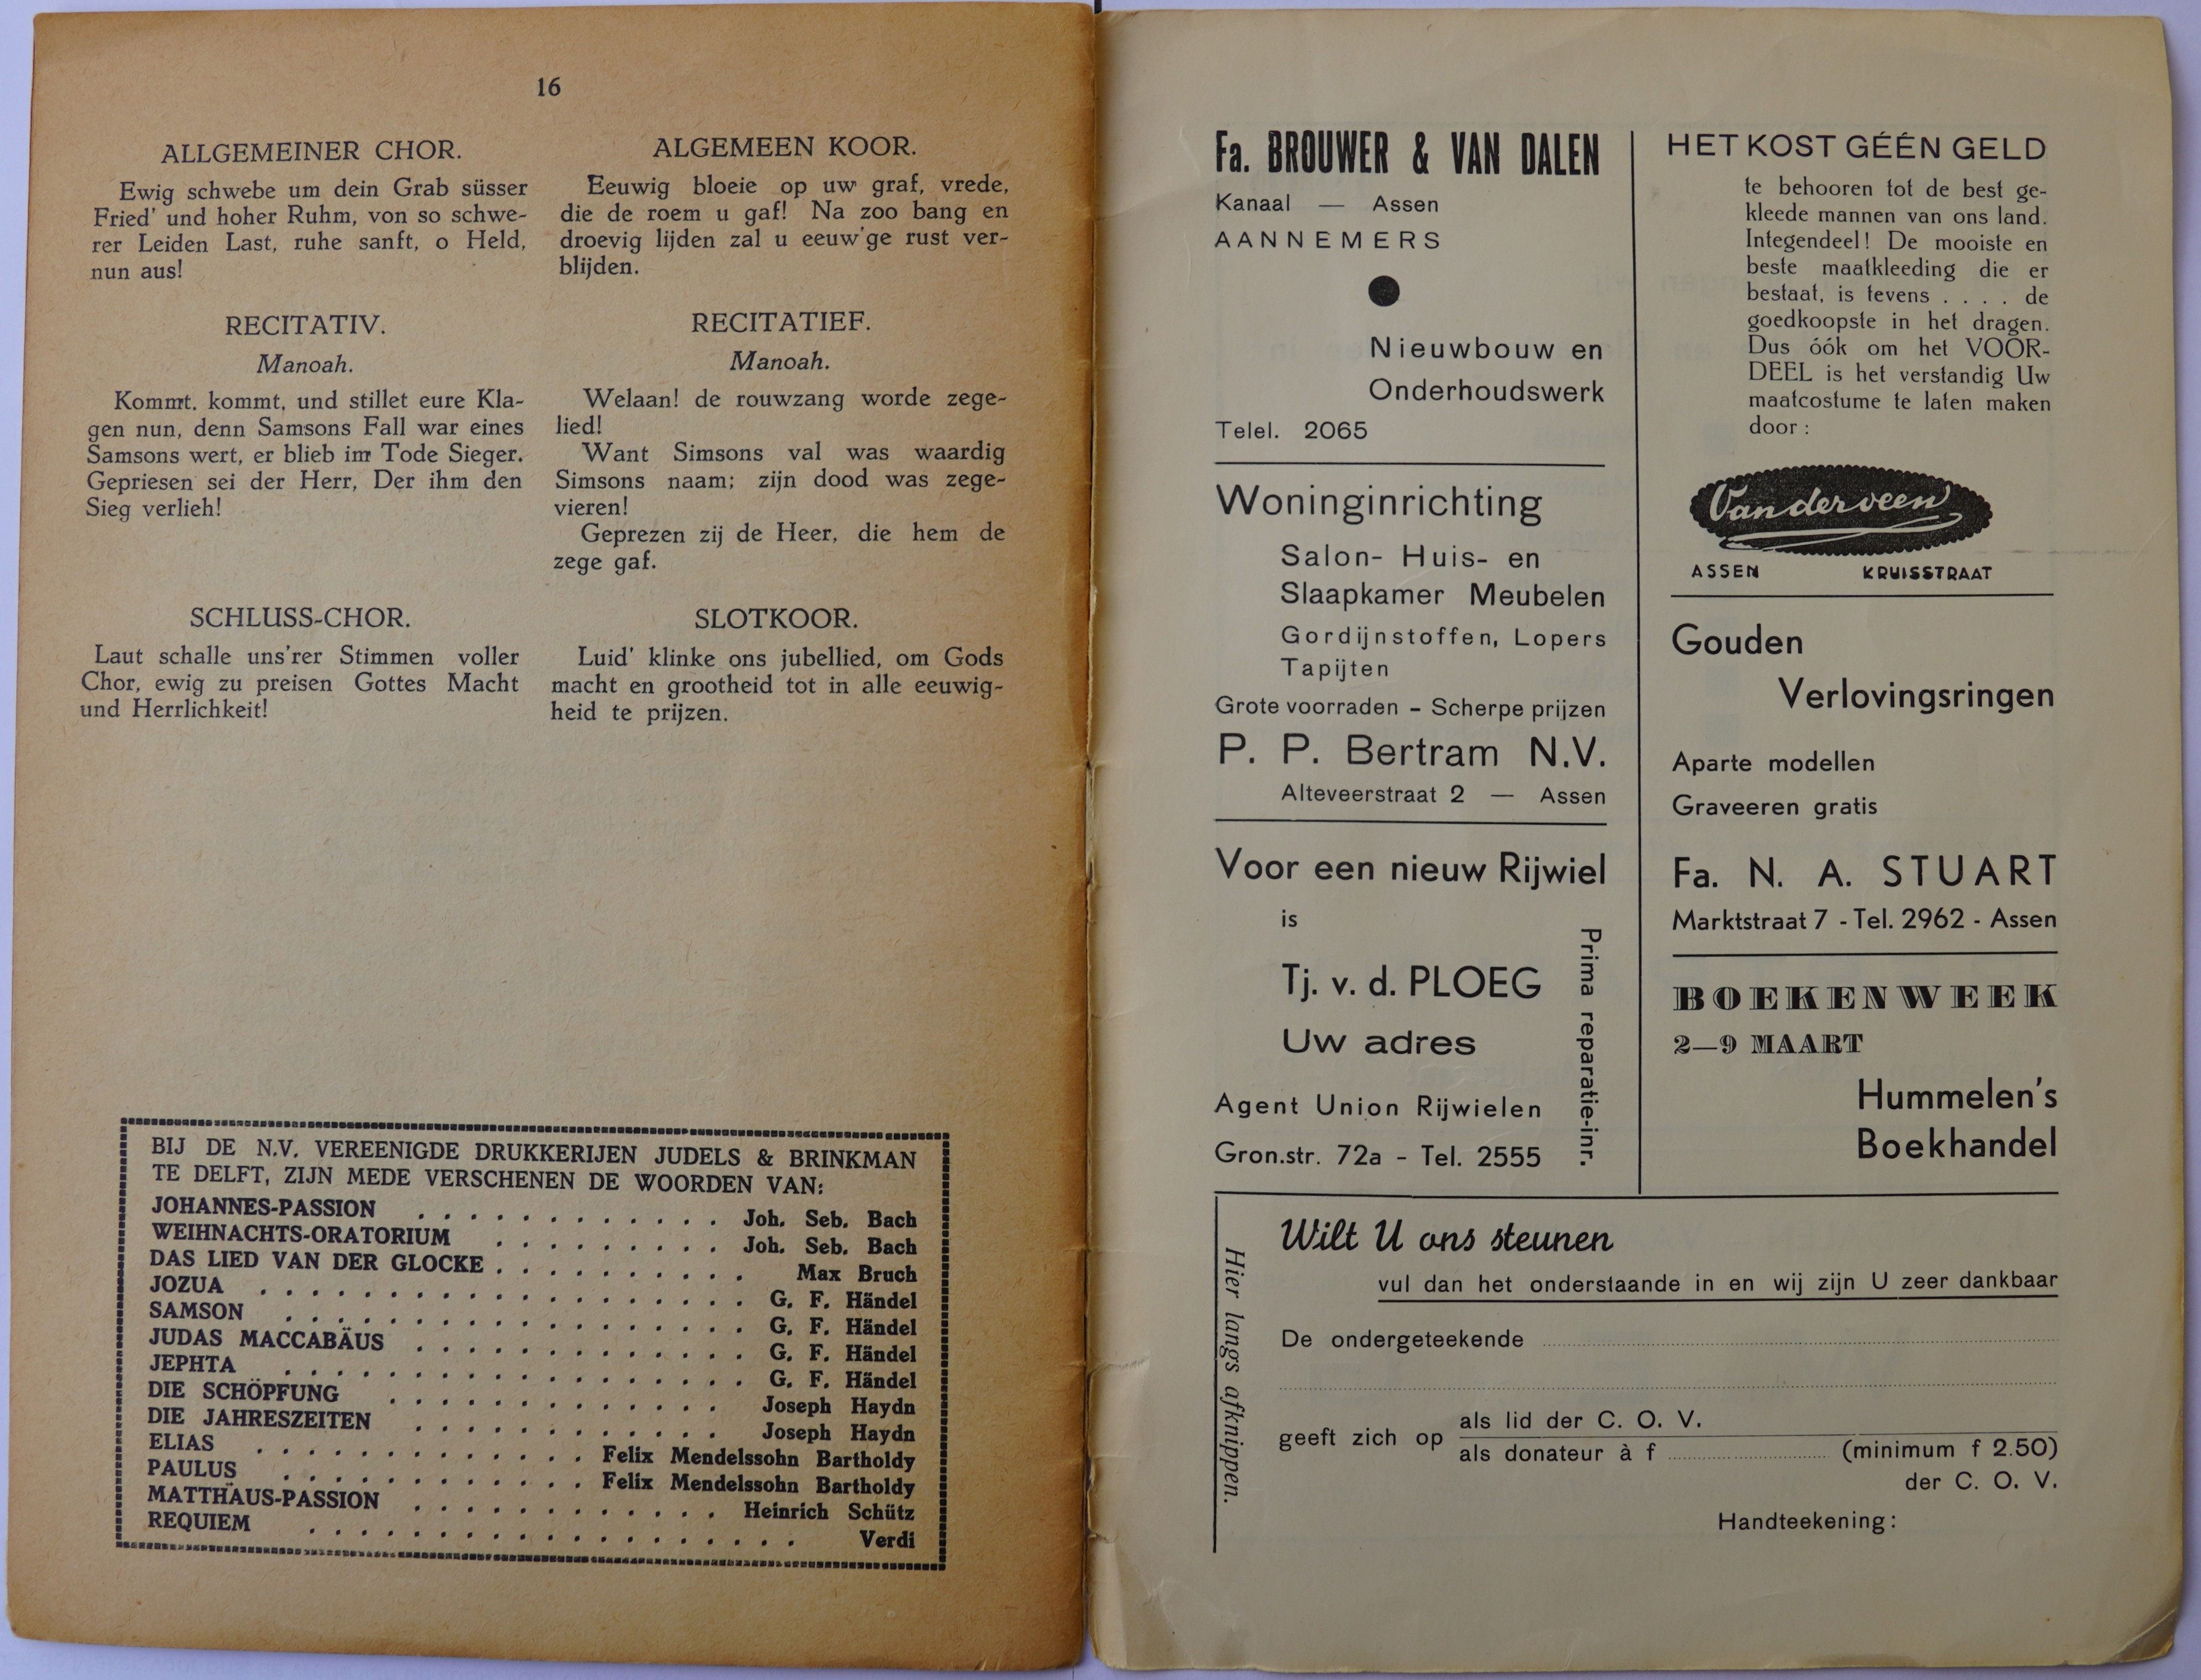 16
ALLGEMEINER CHOR.
Ewig schwebe um dein Grab süsser
Fried' und hoher Ruhm, von so schwe-
rer Leiden Last, ruhe sanft, o Held,
nun aus!
RECITATIV.
Manoah.
Kommt, kommt, und stillet eure Kla-
gen nun, denn Samsons Fall war eines
Samsons wert, er blieb im Tode Sieger.
Gepriesen sei der Herr, Der ihm den
Sieg verlieh!
SCHLUSS-CHOR.
Laut schalle uns'rer Stimmen voller
Chor, ewig zu preisen Gottes Macht
und Herrlichkeit!
ALGEMEEN KOOR.
Eeuwig bloeie op uw graf, vrede,
die de roem u gaf! Na zoo bang en
droevig lijden zal u eeuw'ge rust ver-
blijden.
RECITATIEF.
Manoah.
Welaan! de rouwzang worde zege-
lied!
Want Simsons val was waardig
Simsons naam; zijn dood was zege-
vieren!
Geprezen zij de Heer, die hem de
zege gaf.
SLOTKOOR.
Luid' klinke ons jubellied, om Gods
macht en grootheid tot in alle eeuwig-
heid te prijzen.
BIJ DE N.V. VEREENIGDE DRUKKERIJEN JUDELS & BRINKMAN
TE DELFT, ZIJN MEDE VERSCHENEN DE WOORDEN VAN:
JOHANNES-PASSION . . . . . . . . . . . . Joh. Seb. Bach
WEIHNACHTS-ORATORIUM . . . . . . . . . Joh. Seb. Bach
DAS LIED VAN DER GLOCKE . . . . . . . . . . Max Bruch
JOZUA . . . . . . . . . . . . . . . . . . . G. F. Händel
SAMSON . . . . . . . . . . . . . . . . . . G. F. Händel
JUDAS MACCABÄUS . . . . . . . . . . . . . G. F. Händel
JEPHTA . . . . . . . . . . . . . . . . . . G. F. Händel
DIE SCHÖPFUNG . . . . . . . . . . . . . Joseph Haydn
DIE JAHRESZEITEN . . . . . . . . . . . . Joseph Haydn
ELIAS . . . . . . . . . . . . . Felix Mendelssohn Bartholdy
PAULUS . . . . . . . . . . . . Felix Mendelssohn Bartholdy
MATTHÄUS-PASSION . . . . . . . . . . . . Heinrich Schütz
REQUIEM . . . . . . . . . . . . . . . . . . . Verdi
Fa. BROUWER & VAN DALEN
Kanaal — Assen
AANNEMERS
Nieuwbouw en
Onderhoudswerk
Telel. 2065
Woninginrichting
Salon- Huis- en
Slaapkamer Meubelen
Gordijnstoffen, Lopers
Tapijten
Grote voorraden – Scherpe prijzen
P. P. Bertram N.V.
Alteveerstraat 2 — Assen
Voor een nieuw Rijwiel
is
Tj. v. d. PLOEG
Uw adres
Agent Union Rijwielen
Gron.str. 72a – Tel. 2555
Prima reparatie-inr.
HET KOST GÉÉN GELD
te behooren tot de best ge-
kleede mannen van ons land.
Integendeel! De mooiste en
beste maatkleeding die er
bestaat, is tevens . . . . de
goedkoopste in het dragen.
Dus óók om het VOOR-
DEEL is het verstandig Uw
maatcostume te laten maken
door :
Van der veen
ASSEN KRUISSTRAAT
Gouden
Verlovingsringen
Aparte modellen
Graveeren gratis
Fa. N. A. STUART
Marktstraat 7 - Tel. 2962 - Assen
BOEKENWEEK
2—9 MAART
Hummelen's
Boekhandel
Hier langs afknippen.
Wilt U ons steunen
vul dan het onderstaande in en wij zijn U zeer dankbaar
De ondergeteekende
geeft zich op
als lid der C. O. V.
als donateur à f (minimum f 2.50)
der C. O. V.
Handteekening: